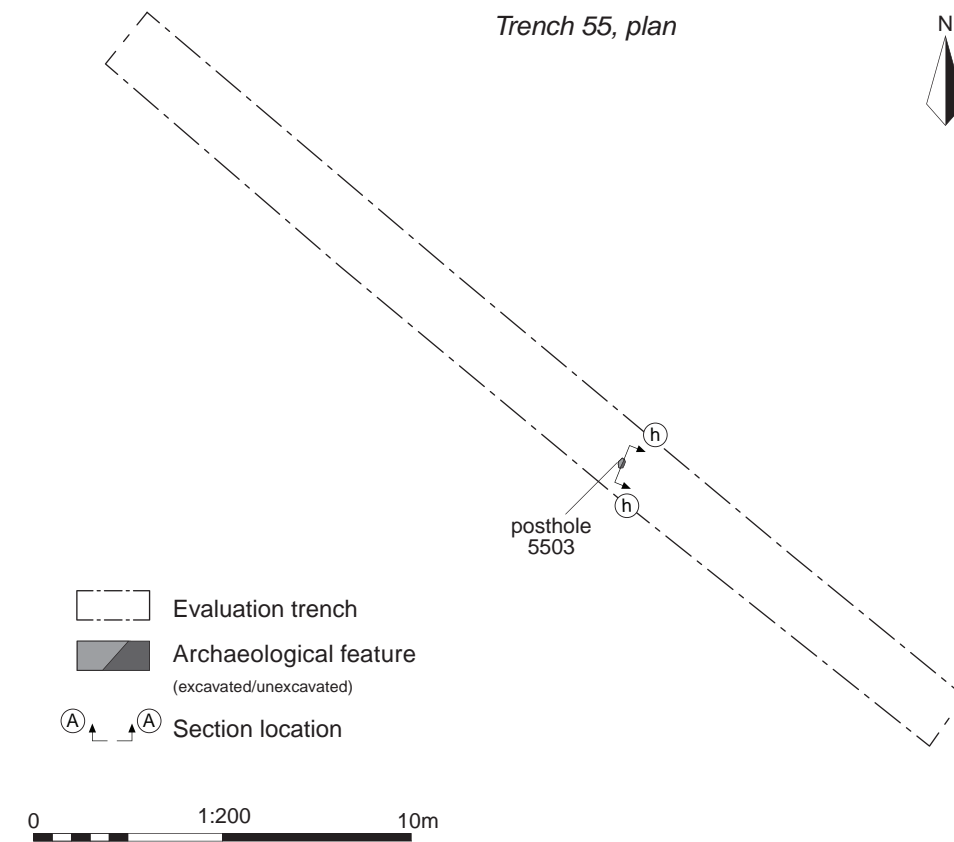 Trench 55, plan
N
h
h
posthole
5503
Evaluation trench
Archaeological feature
(excavated/unexcavated)
A A Section location
0 1:200 10m